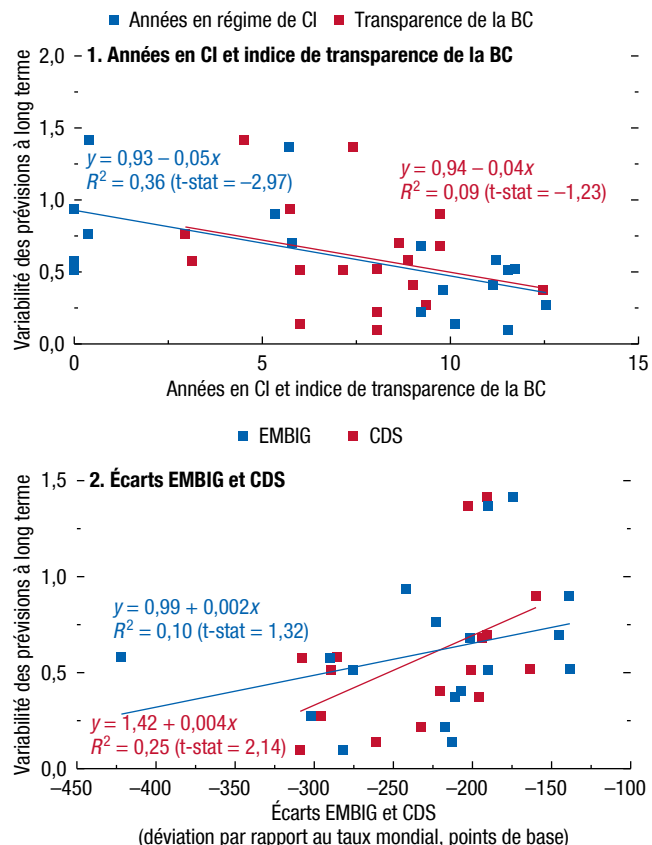 Années en régime de CI Transparence de la BC
1. Années en CI et indice de transparence de la BC
Variabilité des prévisions à long terme
2,0
1,5
1,0
0,5
0,0
y = 0,93 – 0,05x
R² = 0,36 (t-stat = –2,97)
y = 0,94 – 0,04x
R² = 0,09 (t-stat = –1,23)
0 5 10 15
Années en CI et indice de transparence de la BC
EMBIG CDS
2. Écarts EMBIG et CDS
Variabilité des prévisions à long terme
1,5
1,0
0,5
0,0
y = 0,99 + 0,002x
R² = 0,10 (t-stat = 1,32)
y = 1,42 + 0,004x
R² = 0,25 (t-stat = 2,14)
–450 –400 –350 –300 –250 –200 –150 –100
Écarts EMBIG et CDS
(déviation par rapport au taux mondial, points de base)